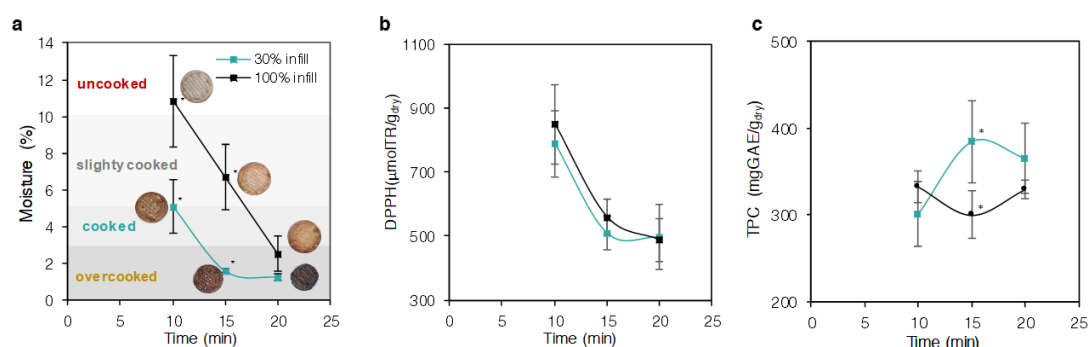 a
14
12
10
8
6
4
2
0
Moisture (%)
uncooked
slighty cooked
cooked
overcooked
30% infill
100% infill
*
*
*
*
0 5 10 15 20 25
Time (min)
b
1100
900
700
500
300
DPPH(µmolTR/gdry)
0 5 10 15 20 25
Time (min)
c
500
400
300
200
TPC (mgGAE/gdry)
*
*
0 5 10 15 20 25
Time (min)